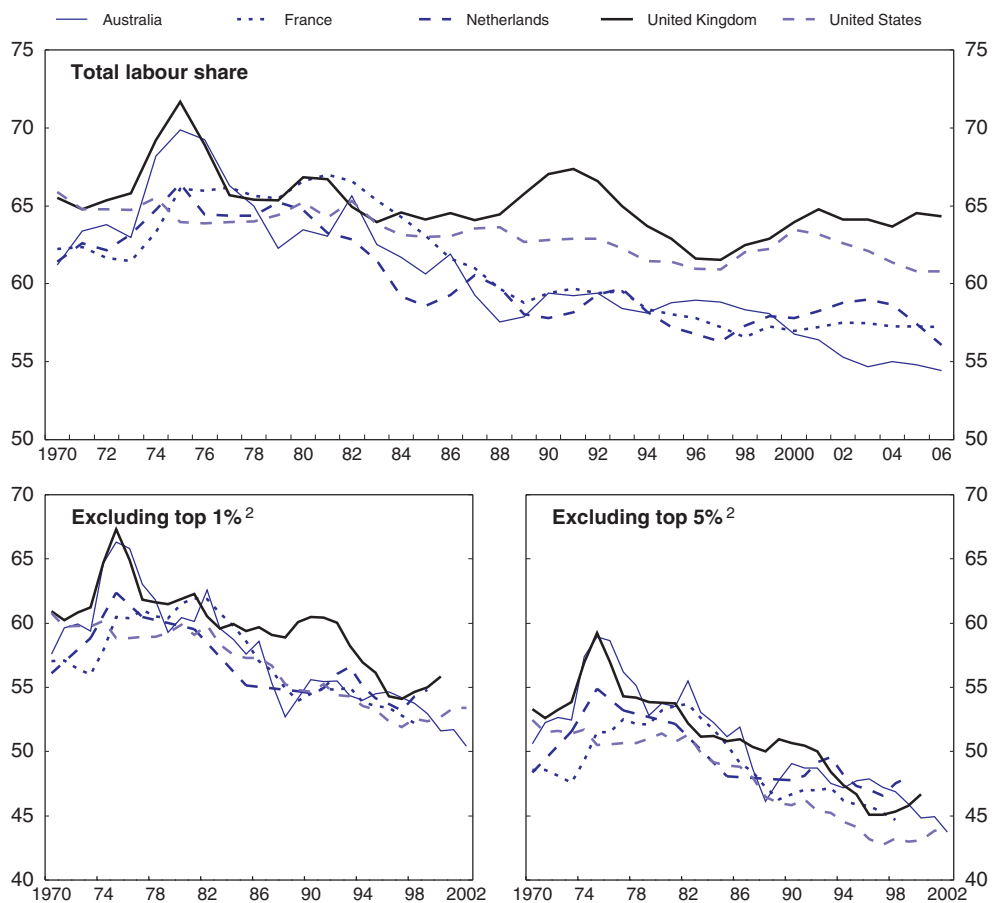 Australia France Netherlands United Kingdom United States
75 75
Total labour share
70 70
65 65
60 60
55 55
50 50
1970 72 74 76 78 80 82 84 86 88 90 92 94 96 98 2000 02 04 06
70 70
Excluding top 1% 2 Excluding top 5% 2
65 65
60 60
55 55
50 50
45 45
40 40
1970 74 78 82 86 90 94 98 2002 1970 74 78 82 86 90 94 98 2002